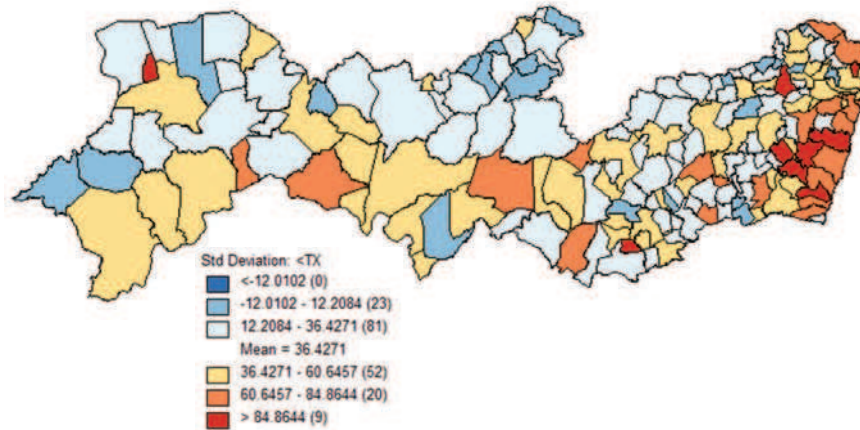 Std Deviation: <TX
<-12.0102 (0)
-12.0102 - 12.2084 (23)
12.2084 - 36.4271 (81)
Mean = 36.4271
36.4271 - 60.6457 (52)
60.6457 - 84.8644 (20)
> 84.8644 (9)